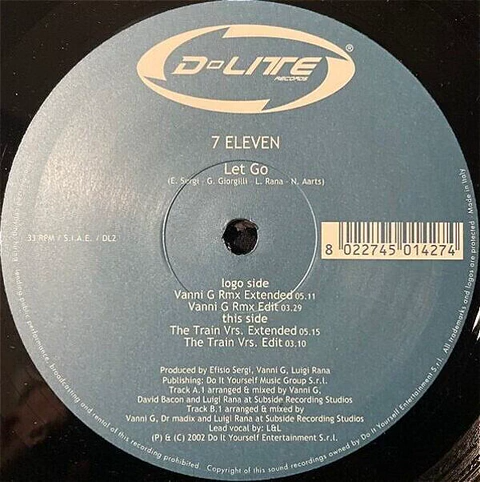 D-LITE
RECORDS
®
7 ELEVEN
Let Go
(E. Sergi - G. Giorgilli - L. Rana - N. Aarts)
33 RPM / S.I.A.E. / DL2
8 022745 014274
logo side
Vanni G Rmx Extended 05.11
Vanni G Rmx Edit 03.29
this side
The Train Vrs. Extended 05.15
The Train Vrs. Edit 03.10
Produced by Efisio Sergi, Vanni G, Luigi Rana
Publishing: Do It Yourself Music Group S.r.l.
Track A.1 arranged & mixed by Vanni G,
David Bacon and Luigi Rana at Subside Recording Studios
Track B.1 arranged & mixed by
Vanni G, Dr madix and Luigi Rana at Subside Recording Studios
Lead vocal by: L&L
(P) & (C) 2002 Do It Yourself Entertainment S.r.l.
public performance, broadcasting and rental of this recording prohibited. Copyright of this sound recordings owned by Do It Yourself Entertainment S.r.l. All trademarks and logos are protected. Made in Italy